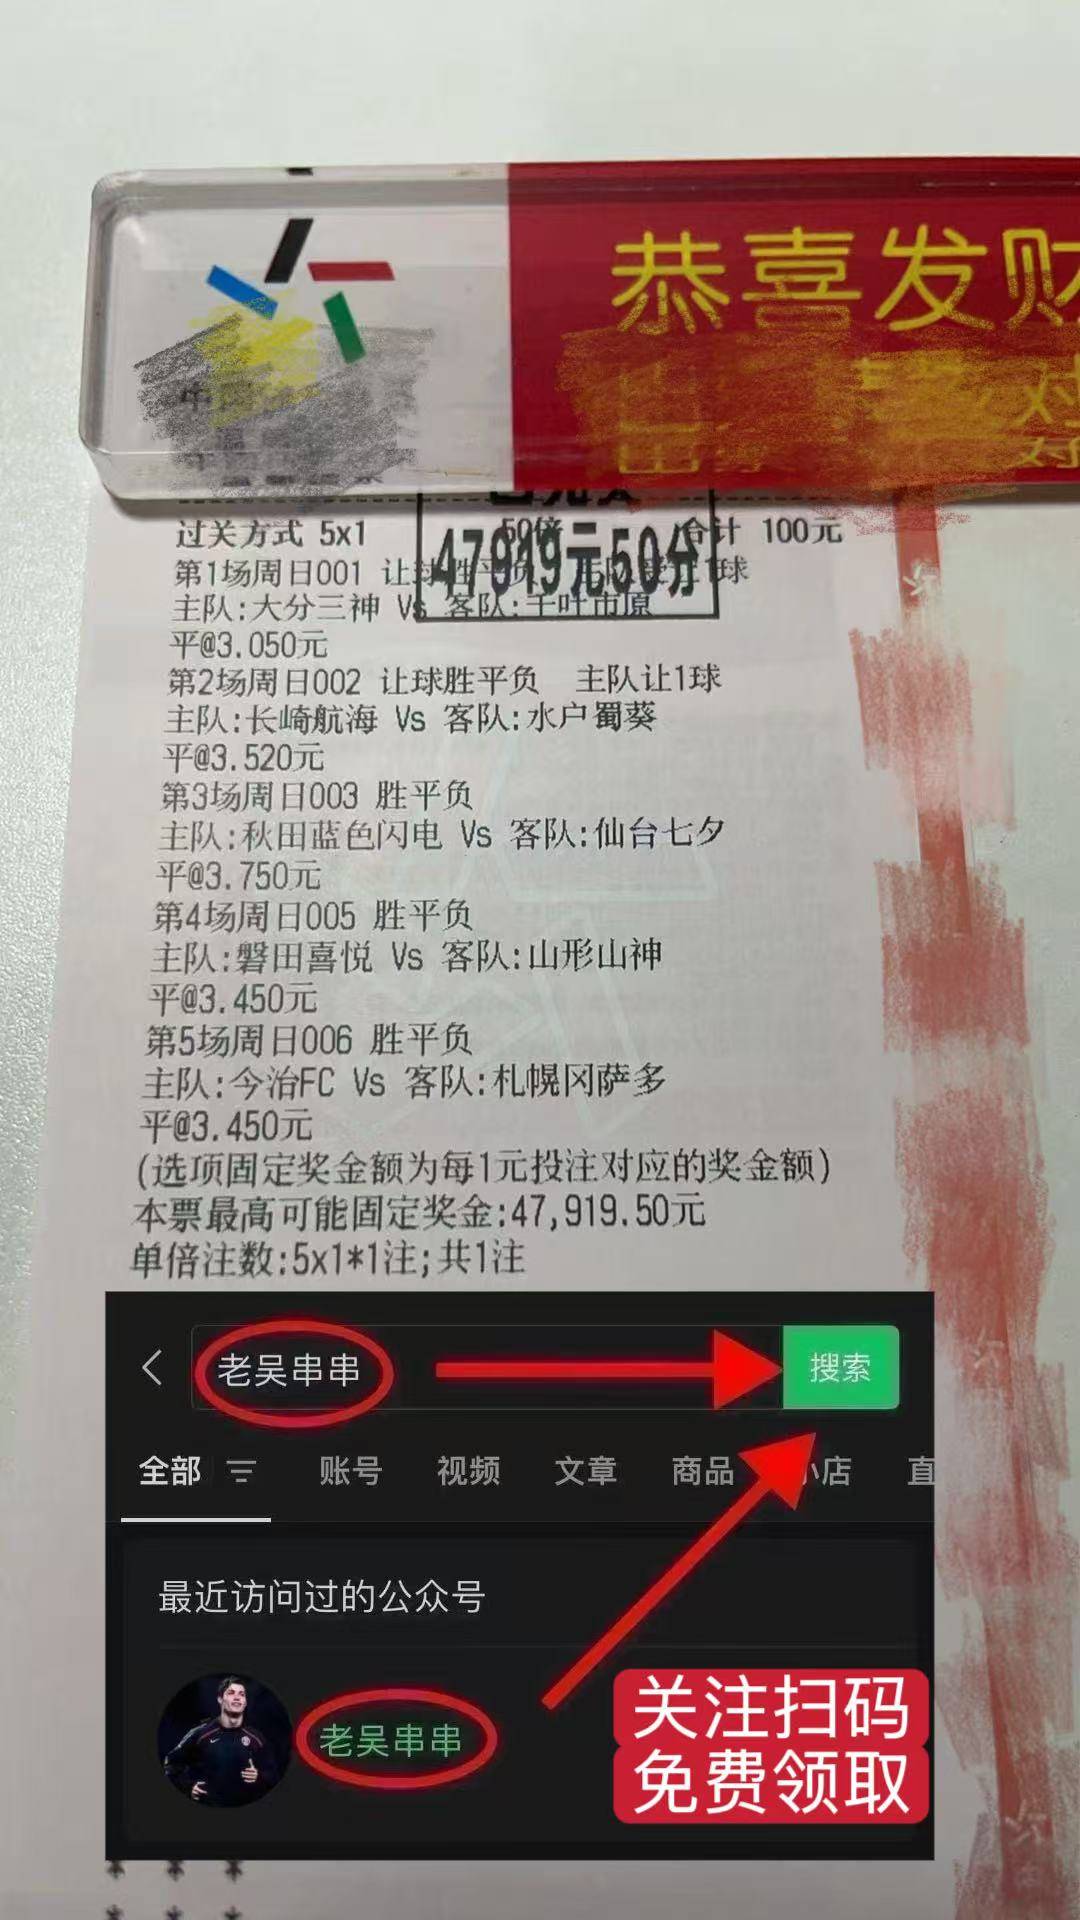 恭喜发财
过关方式 5x1 50倍 合计 100元
47919元50分
第1场周日001 让球胜平负
主队:大分三神 Vs 客队:千叶市原
平@3.050元
第2场周日002 让球胜平负 主队让1球
主队:长崎航海 Vs 客队:水户蜀葵
平@3.520元
第3场周日003 胜平负
主队:秋田蓝色闪电 Vs 客队:仙台七夕
平@3.750元
第4场周日005 胜平负
主队:磐田喜悦 Vs 客队:山形山神
平@3.450元
第5场周日006 胜平负
主队:今治FC Vs 客队:札幌冈萨多
平@3.450元
(选项固定奖金额为每1元投注对应的奖金额)
本票最高可能固定奖金:47,919.50元
单倍注数:5x1*1注;共1注
老吴串串 搜索
全部 账号 视频 文章 商品 小店 直
最近访问过的公众号
老吴串串
关注扫码
免费领取